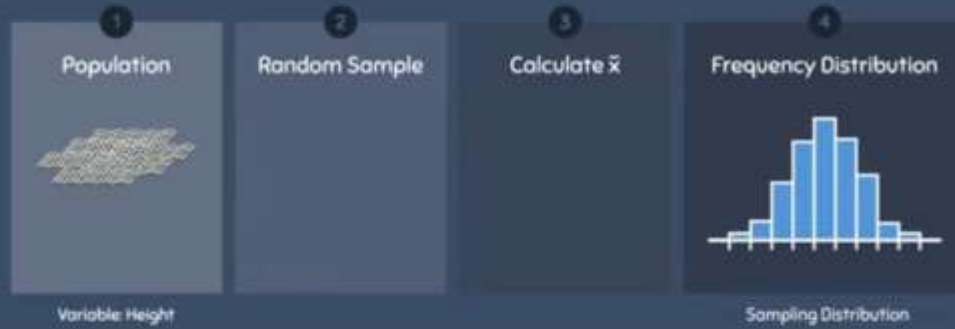 1
Population
2
Random Sample
3
Calculate x̄
4
Frequency Distribution
Variable: Height
Sampling Distribution